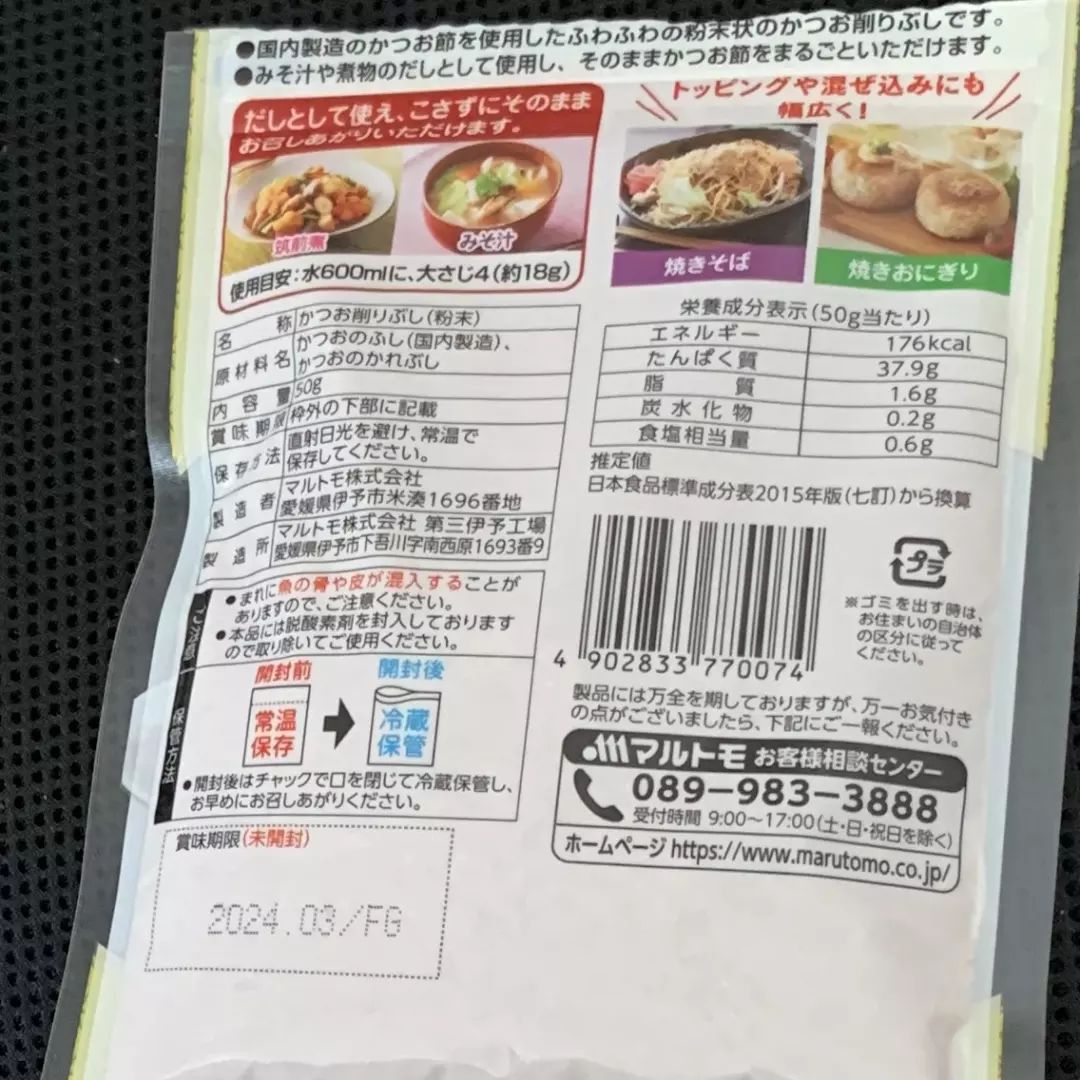 ●国内製造のかつお節を使用したふわふわの粉末状のかつお削りぶしです。
●みそ汁や煮物のだしとして使用し、そのままかつお節をまるごといただけます。
だしとして使え、こさずにそのまま
お召しあがりいただけます。
筑前煮
みそ汁
使用目安:水600mlに、大さじ4(約18g)
トッピングや混ぜ込みにも
幅広く!
焼きそば
焼きおにぎり
名称 かつお削りぶし(粉末)
原材料名 かつおのふし(国内製造)、
かつおのかれぶし
内容量 50g
賞味期限 枠外の下部に記載
保存方法 直射日光を避け、常温で
保存してください。
製造者 マルトモ株式会社
愛媛県伊予市米湊1696番地
製造所 マルトモ株式会社 第三伊予工場
愛媛県伊予市下吾川字南西原1693番9
栄養成分表示(50g当たり)
エネルギー 176kcal
たんぱく質 37.9g
脂質 1.6g
炭水化物 0.2g
食塩相当量 0.6g
推定値
日本食品標準成分表2015年版(七訂)から換算
ご注意
●まれに魚の骨や皮が混入することが
ありますので、ご注意ください。
●本品には脱酸素剤を封入しております
ので取り除いてご使用ください。
保管方法
開封前
常温
保存
開封後
冷蔵
保管
●開封後はチャックで口を閉じて冷蔵保管し、
お早めにお召しあがりください。
賞味期限(未開封)
2024.03/FG
4 902833 770074
プラ
※ゴミを出す時は、
お住まいの自治体
の区分に従って
ください。
製品には万全を期しておりますが、万一お気付き
の点がございましたら、下記にご一報ください。
マルトモ お客様相談センター
089-983-3888
受付時間 9:00〜17:00(土・日・祝日を除く)
ホームページ https://www.marutomo.co.jp/